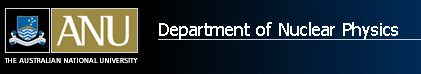 ANU
Department of Nuclear Physics
THE AUSTRALIAN NATIONAL UNIVERSITY